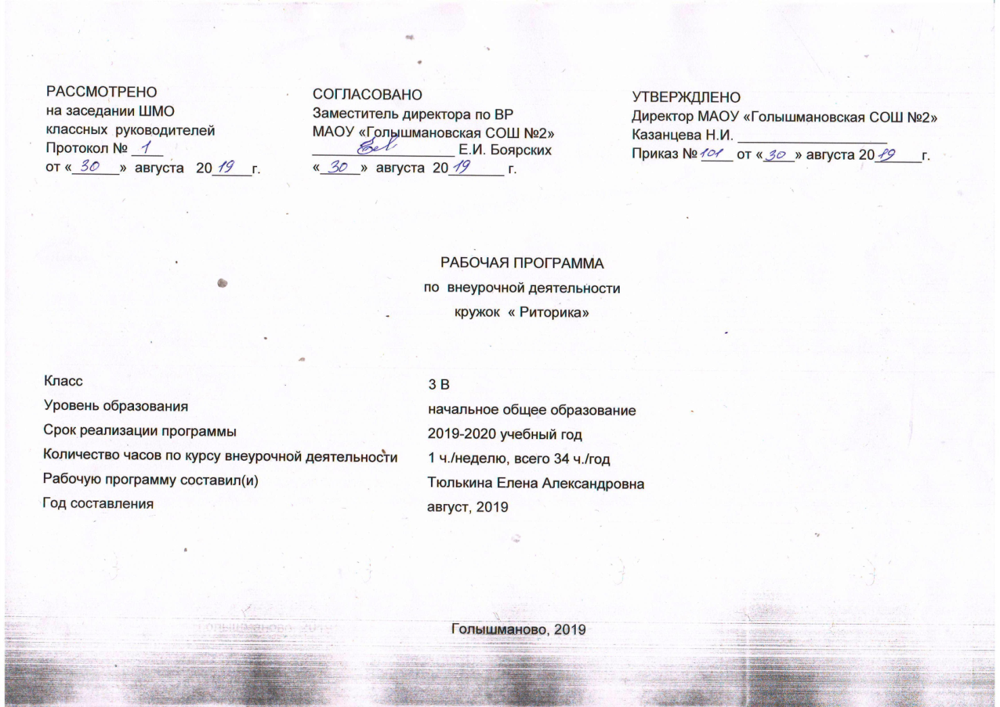 РАССМОТРЕНО
на заседании ШМО
классных руководителей
Протокол № 1
от «30» августа 2019г.
СОГЛАСОВАНО
Заместитель директора по ВР
МАОУ «Голышмановская СОШ №2»
____________________ Е.И. Боярских
«30» августа 2019 г.
УТВЕРЖДЛЕНО
Директор МАОУ «Голышмановская СОШ №2»
Казанцева Н.И. ____________________
Приказ № 101 от «30» августа 2019г.
РАБОЧАЯ ПРОГРАММА
по внеурочной деятельности
кружок « Риторика»
Класс 3 В
Уровень образования начальное общее образование
Срок реализации программы 2019-2020 учебный год
Количество часов по курсу внеурочной деятельности 1 ч./неделю, всего 34 ч./год
Рабочую программу составил(и) Тюлькина Елена Александровна
Год составления август, 2019
Голышманово, 2019